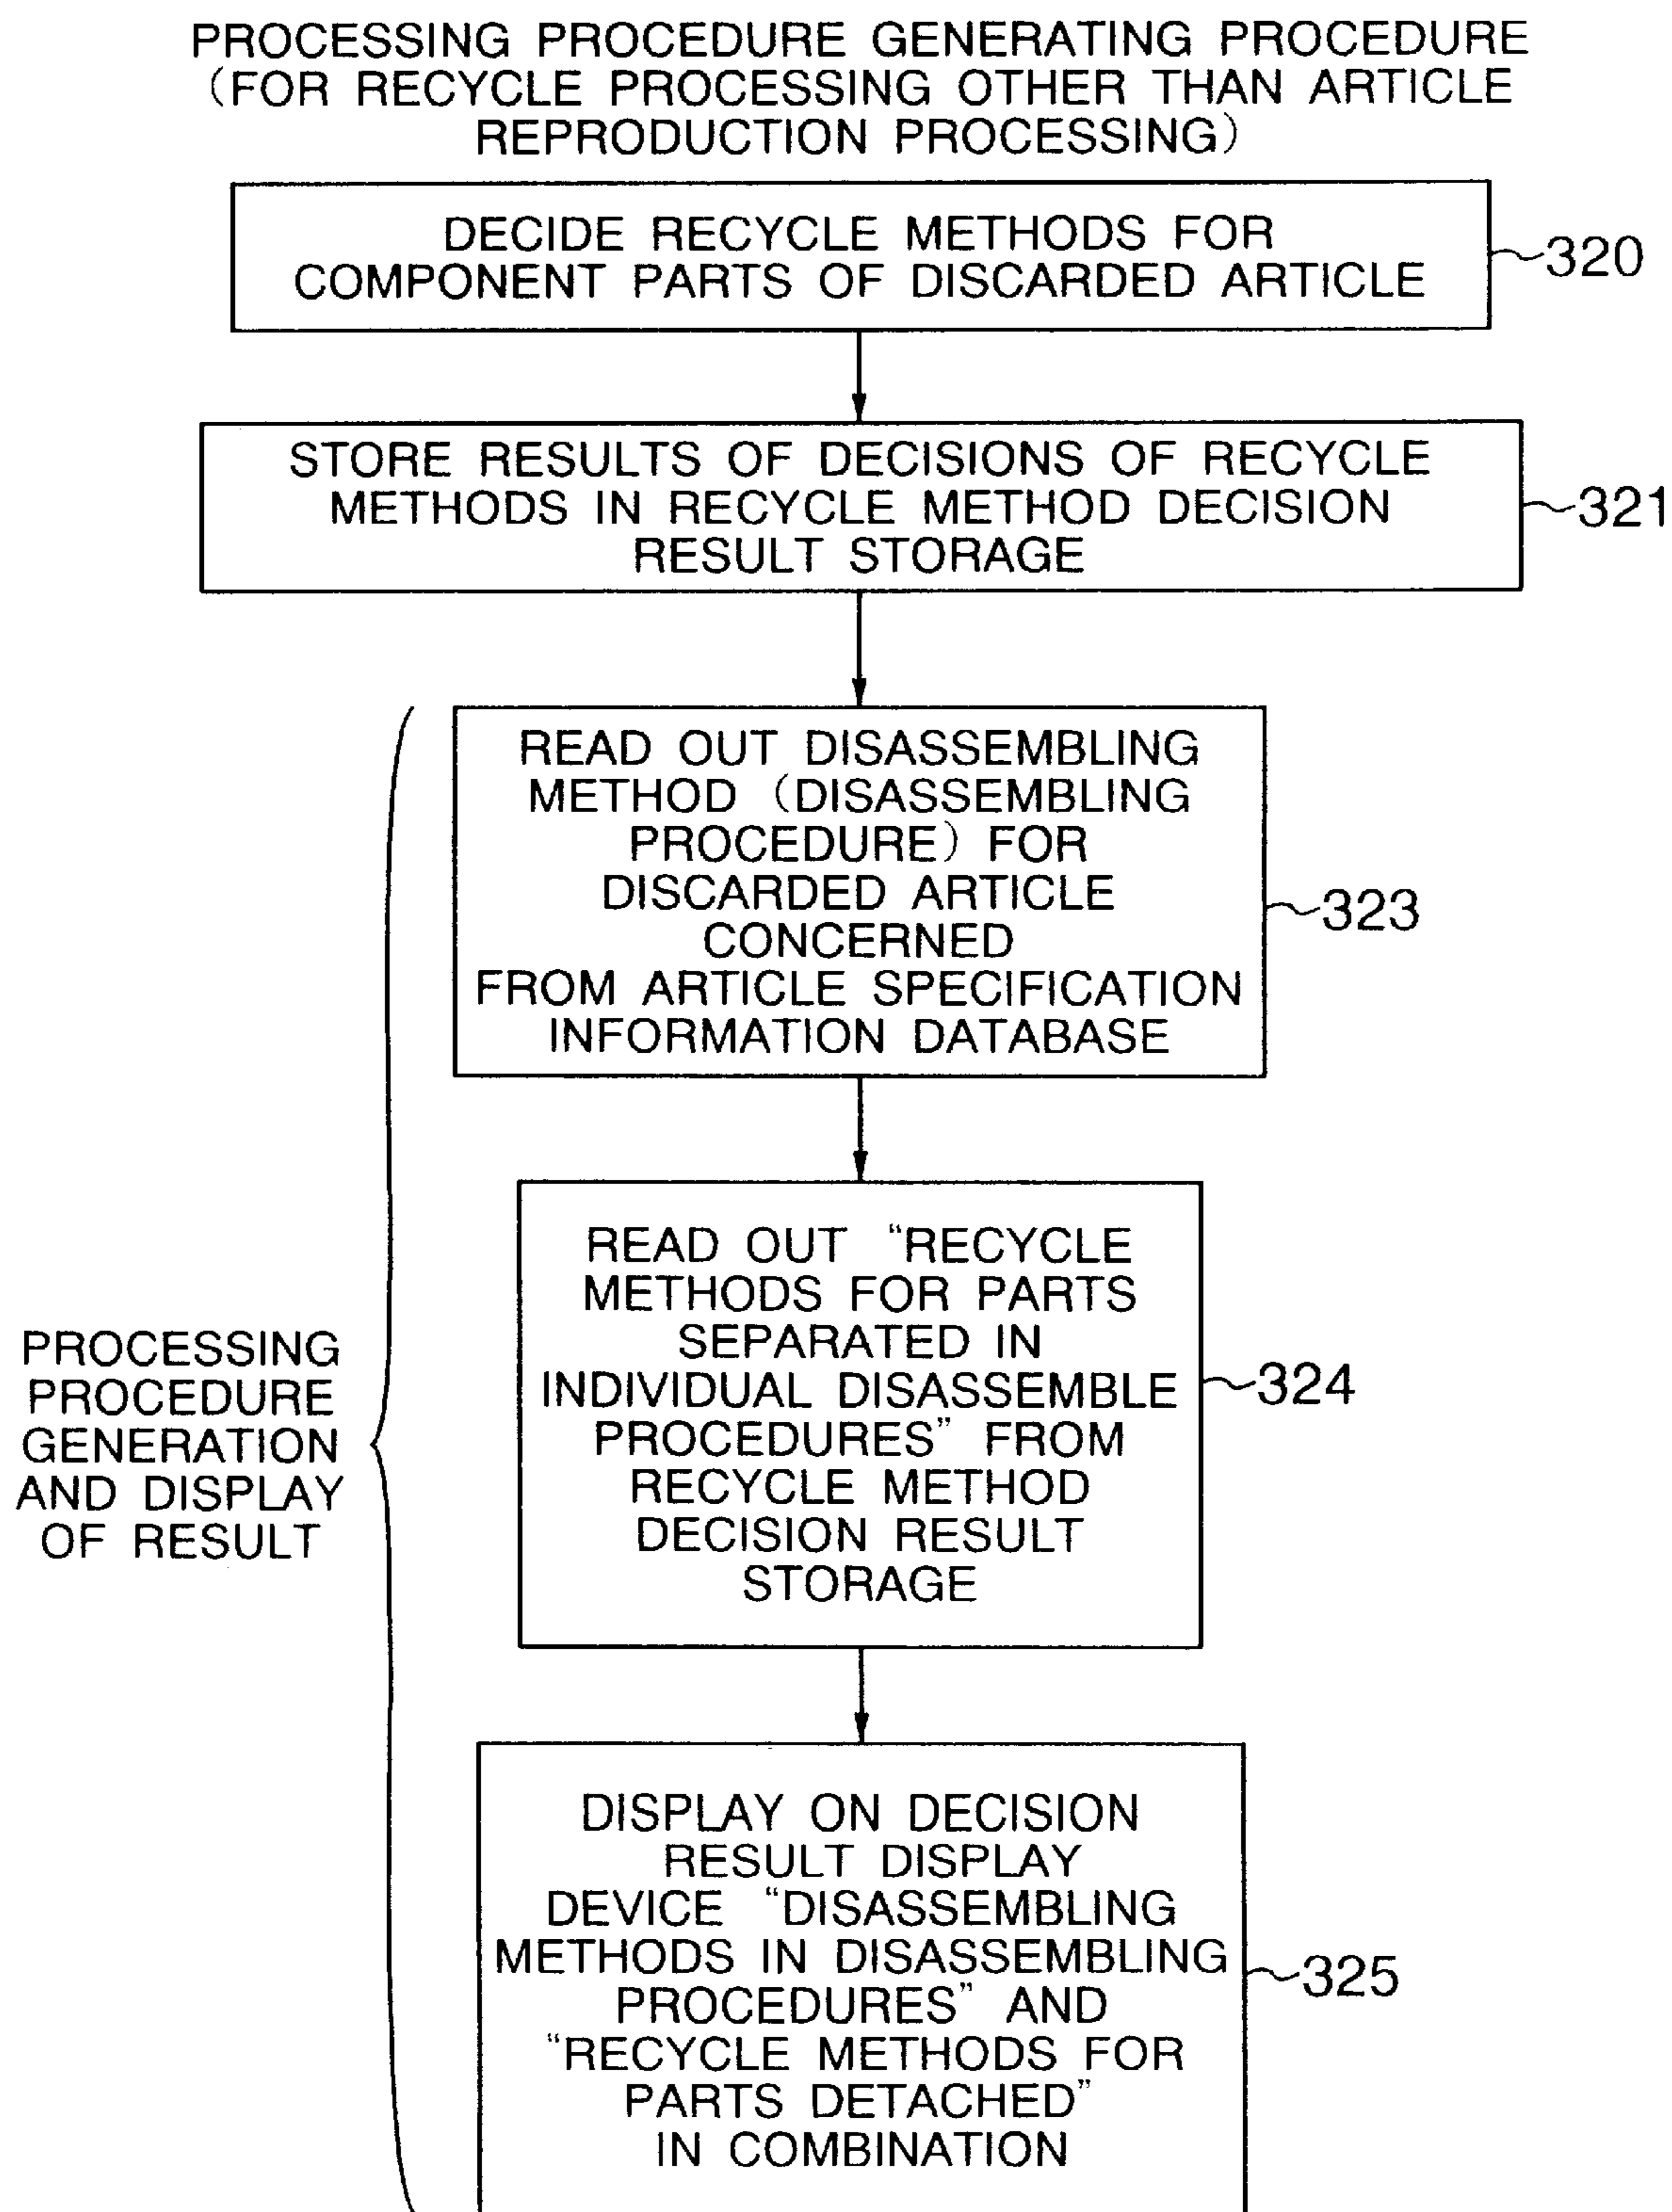 PROCESSING PROCEDURE GENERATING PROCEDURE
(FOR RECYCLE PROCESSING OTHER THAN ARTICLE
REPRODUCTION PROCESSING)
DECIDE RECYCLE METHODS FOR
COMPONENT PARTS OF DISCARDED ARTICLE
320
STORE RESULTS OF DECISIONS OF RECYCLE
METHODS IN RECYCLE METHOD DECISION
RESULT STORAGE
321
READ OUT DISASSEMBLING
METHOD (DISASSEMBLING
PROCEDURE) FOR
DISCARDED ARTICLE
CONCERNED
FROM ARTICLE SPECIFICATION
INFORMATION DATABASE
323
PROCESSING
PROCEDURE
GENERATION
AND DISPLAY
OF RESULT
READ OUT “RECYCLE
METHODS FOR PARTS
SEPARATED IN
INDIVIDUAL DISASSEMBLE
PROCEDURES” FROM
RECYCLE METHOD
DECISION RESULT
STORAGE
324
DISPLAY ON DECISION
RESULT DISPLAY
DEVICE “DISASSEMBLING
METHODS IN DISASSEMBLING
PROCEDURES” AND
“RECYCLE METHODS FOR
PARTS DETACHED”
IN COMBINATION
325